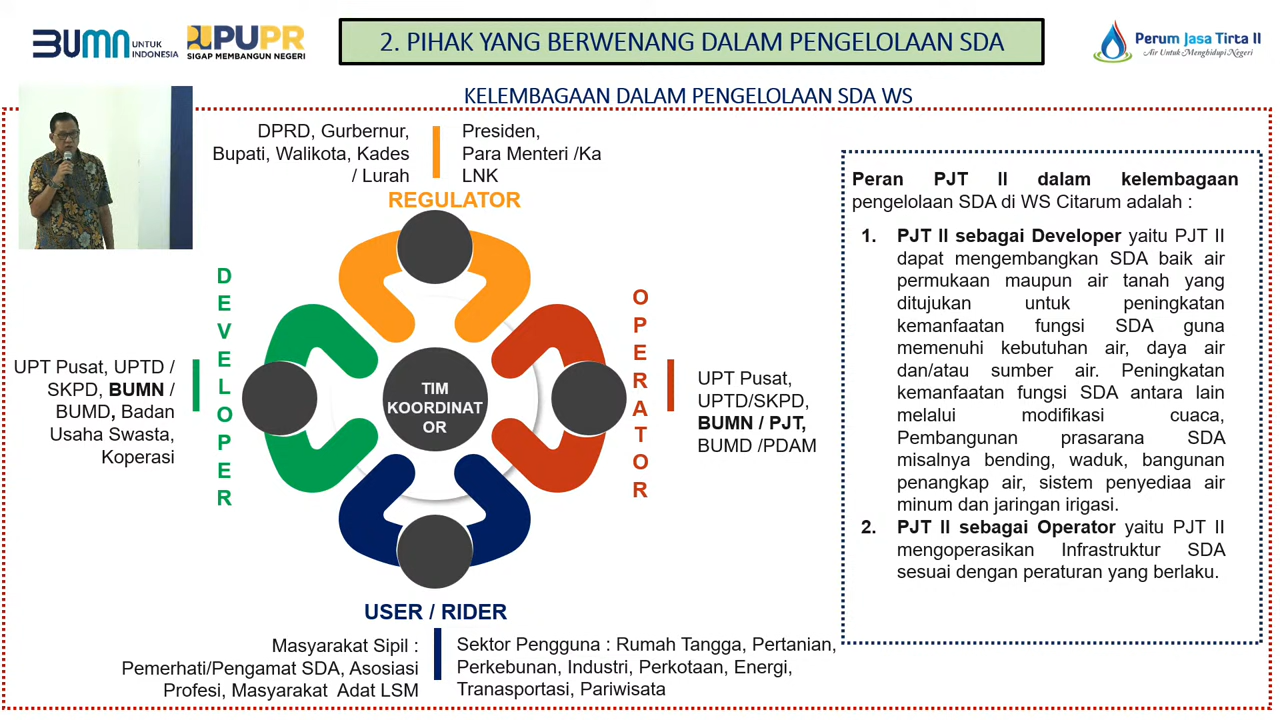 BUMN UNTUK INDONESIA
PUPR
SIGAP MEMBANGUN NEGERI
2. PIHAK YANG BERWENANG DALAM PENGELOLAAN SDA
Perum Jasa Tirta II
Air Untuk Menghidupi Negeri
KELEMBAGAAN DALAM PENGELOLAAN SDA WS
DPRD, Gurbernur,
Bupati, Walikota, Kades
/ Lurah
Presiden,
Para Menteri /Ka
LNK
REGULATOR
DEVELOPER
UPT Pusat, UPTD /
SKPD, BUMN /
BUMD, Badan
Usaha Swasta,
Koperasi
TIM
KOORDINAT
OR
OPERATOR
UPT Pusat,
UPTD/SKPD,
BUMN / PJT,
BUMD /PDAM
USER / RIDER
Masyarakat Sipil :
Pemerhati/Pengamat SDA, Asosiasi
Profesi, Masyarakat Adat LSM
Sektor Pengguna : Rumah Tangga, Pertanian,
Perkebunan, Industri, Perkotaan, Energi,
Tranasportasi, Pariwisata
Peran PJT II dalam kelembagaan
pengelolaan SDA di WS Citarum adalah :
1. PJT II sebagai Developer yaitu PJT II
dapat mengembangkan SDA baik air
permukaan maupun air tanah yang
ditujukan untuk peningkatan
kemanfaatan fungsi SDA guna
memenuhi kebutuhan air, daya air
dan/atau sumber air. Peningkatan
kemanfaatan fungsi SDA antara lain
melalui modifikasi cuaca,
Pembangunan prasarana SDA
misalnya bending, waduk, bangunan
penangkap air, sistem penyediaa air
minum dan jaringan irigasi.
2. PJT II sebagai Operator yaitu PJT II
mengoperasikan Infrastruktur SDA
sesuai dengan peraturan yang berlaku.